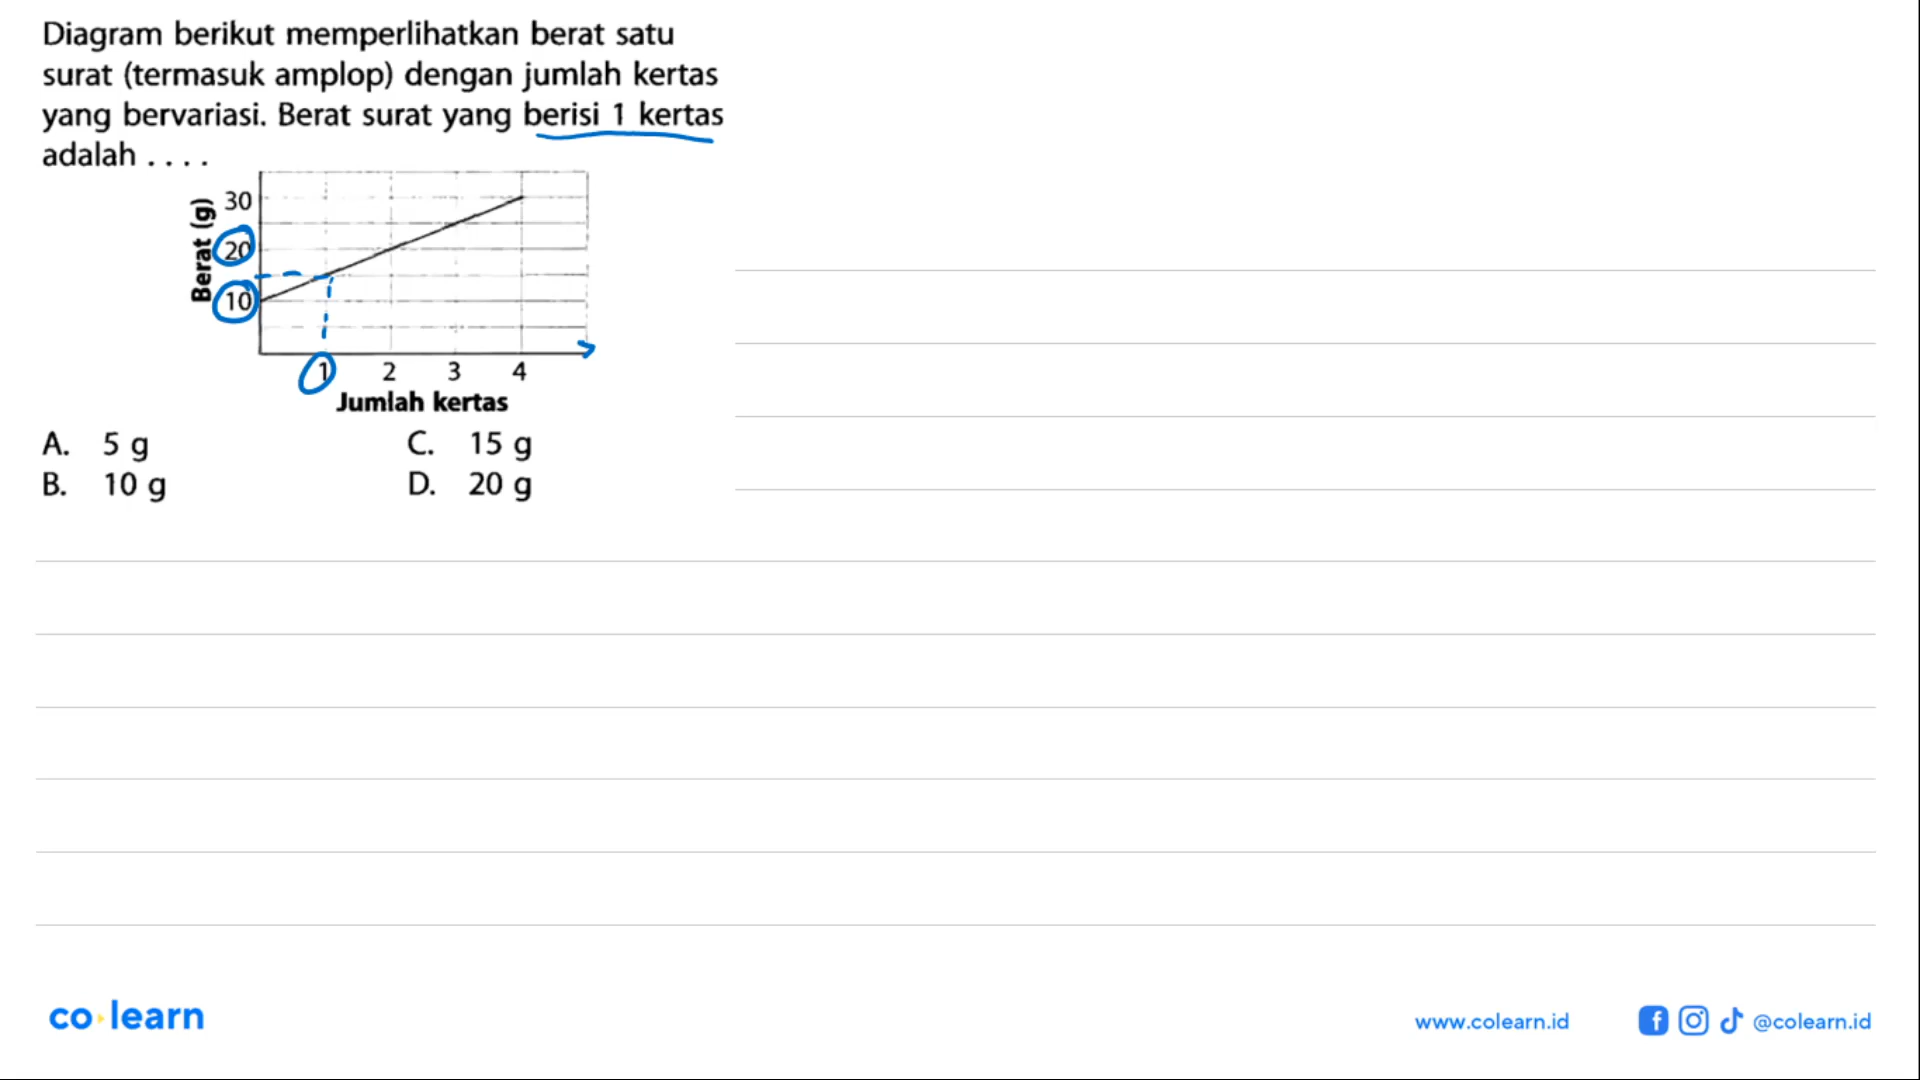 Diagram berikut memperlihatkan berat satu
surat (termasuk amplop) dengan jumlah kertas
yang bervariasi. Berat surat yang berisi 1 kertas
adalah . . . .
Berat (g)
30
20
10
1 2 3 4
Jumlah kertas
A. 5 g C. 15 g
B. 10 g D. 20 g
co learn
www.colearn.id @colearn.id